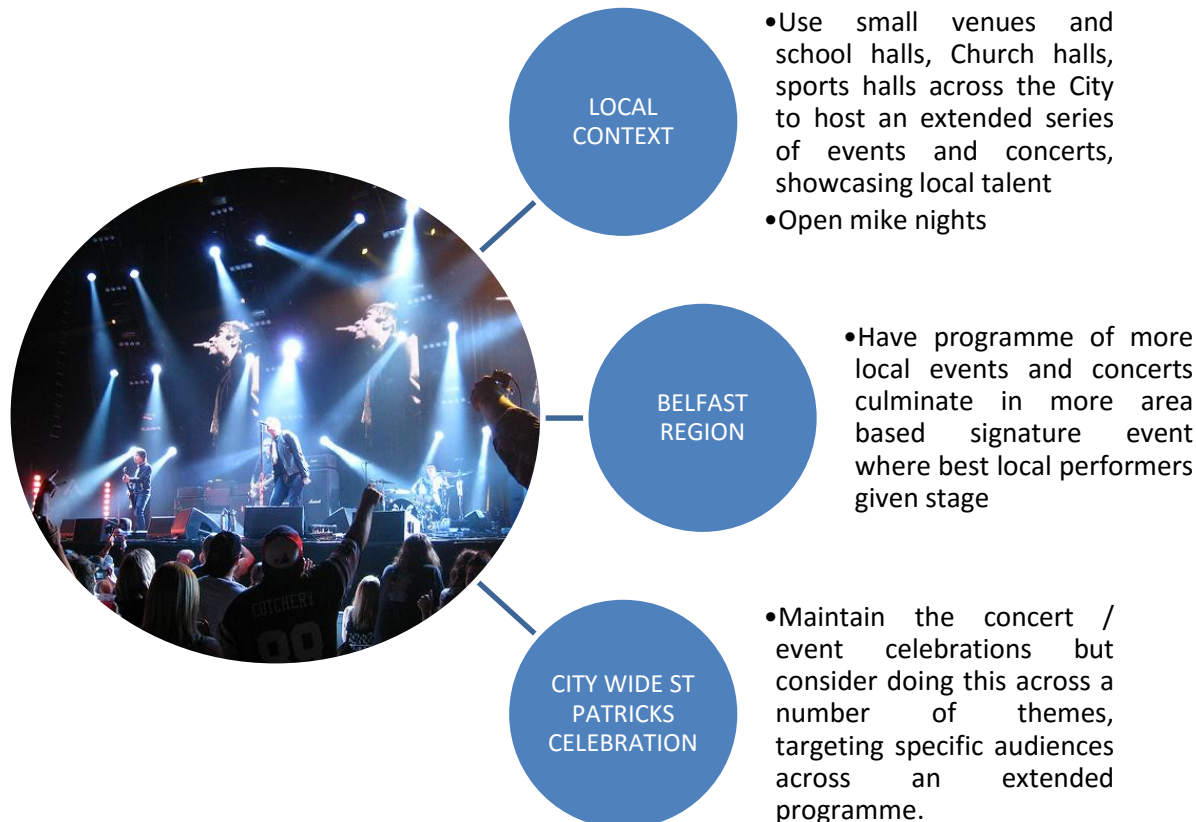 LOCAL
CONTEXT
•Use small venues and
school halls, Church halls,
sports halls across the City
to host an extended series
of events and concerts,
showcasing local talent
•Open mike nights
BELFAST
REGION
•Have programme of more
local events and concerts
culminate in more area
based signature event
where best local performers
given stage
CITY WIDE ST
PATRICKS
CELEBRATION
•Maintain the concert /
event celebrations but
consider doing this across a
number of themes,
targeting specific audiences
across an extended
programme.
COTCHERY
89